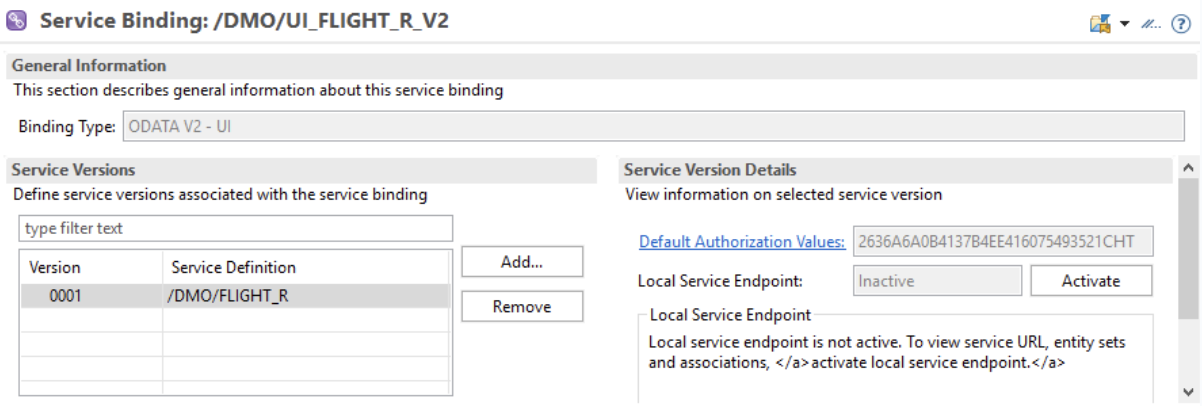 Service Binding: /DMO/UI_FLIGHT_R_V2
General Information
This section describes general information about this service binding
Binding Type: ODATA V2 - UI
Service Versions
Define service versions associated with the service binding
type filter text
Version Service Definition
0001 /DMO/FLIGHT_R
Add...
Remove
Service Version Details
View information on selected service version
Default Authorization Values: 2636A6A0B4137B4EE416075493521CHT
Local Service Endpoint: Inactive Activate
Local Service Endpoint
Local service endpoint is not active. To view service URL, entity sets
and associations, </a>activate local service endpoint.</a>